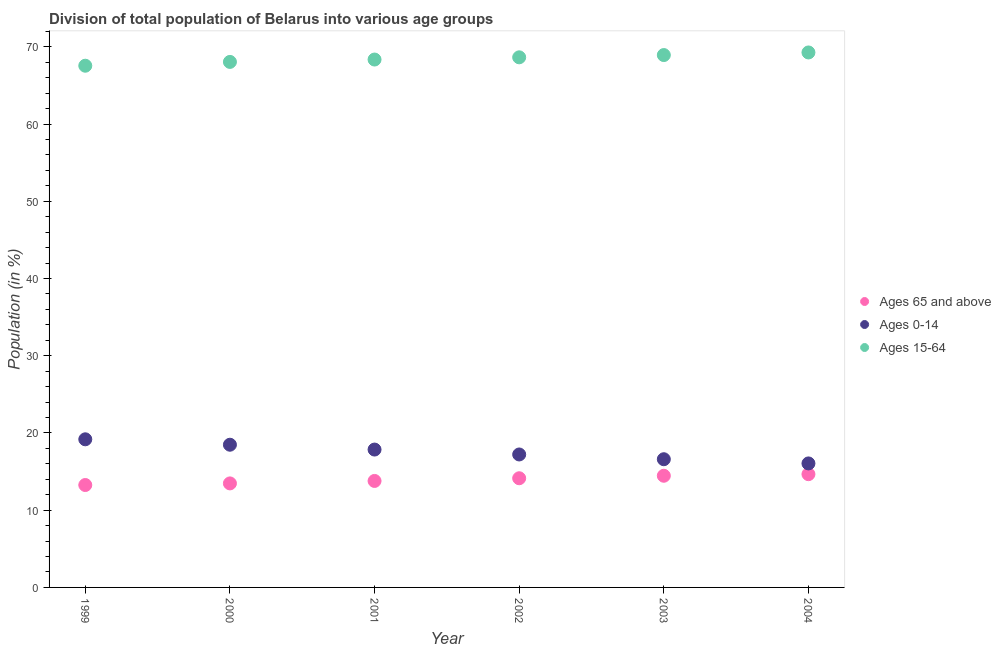 Division of total population of Belarus into various age groups
70
60
50
40
30
20
10
0
Population (in %)
1999
2000
2001
2002
2003
2004
Year
Ages 65 and above
Ages 0-14
Ages 15-64